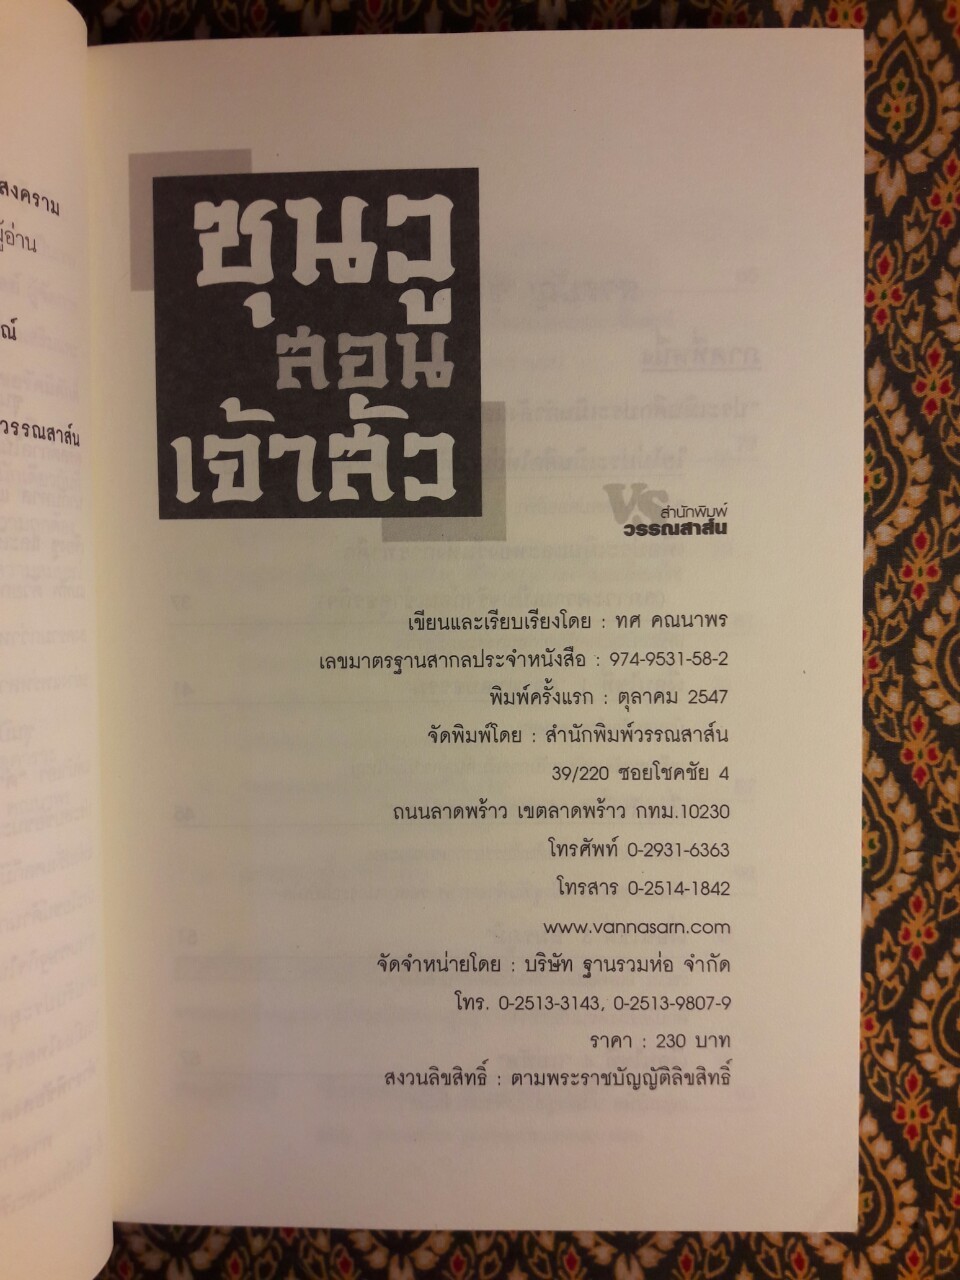 สงคราม
ผู้อ่าน
วรรณสาส์น
ซุนวู
สอน
เจ้าสัว
สำนักพิมพ์
วรรณสาส์น
เขียนและเรียบเรียงโดย : ทศ คณนาพร
เลขมาตรฐานสากลประจำหนังสือ : 974-9531-58-2
พิมพ์ครั้งแรก : ตุลาคม 2547
จัดพิมพ์โดย : สำนักพิมพ์วรรณสาส์น
39/220 ซอยโชคชัย 4
ถนนลาดพร้าว เขตลาดพร้าว กทม.10230
โทรศัพท์ 0-2931-6363
โทรสาร 0-2514-1842
www.vannasarn.com
จัดจำหน่ายโดย : บริษัท ฐานรวมห่อ จำกัด
โทร. 0-2513-3143, 0-2513-9807-9
ราคา : 230 บาท
สงวนลิขสิทธิ์ : ตามพระราชบัญญัติลิขสิทธิ์